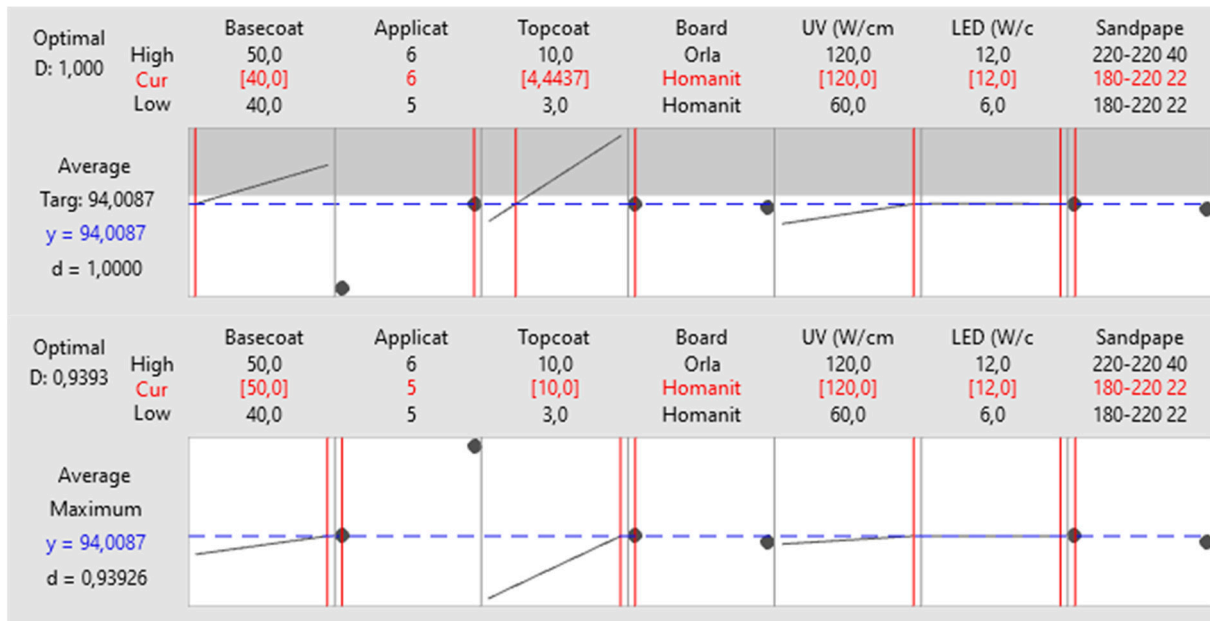 Optimal
D: 1,000
Basecoat Applicat Topcoat Board UV (W/cm LED (W/c Sandpape
High 50,0 6 10,0 Orla 120,0 12,0 220-220 40
Cur [40,0] 6 [4,4437] Homanit [120,0] [12,0] 180-220 22
Low 40,0 5 3,0 Homanit 60,0 6,0 180-220 22
Average
Targ: 94,0087
y = 94,0087
d = 1,0000
Optimal
D: 0,9393
Basecoat Applicat Topcoat Board UV (W/cm LED (W/c Sandpape
High 50,0 6 10,0 Orla 120,0 12,0 220-220 40
Cur [50,0] 5 [10,0] Homanit [120,0] [12,0] 180-220 22
Low 40,0 5 3,0 Homanit 60,0 6,0 180-220 22
Average
Maximum
y = 94,0087
d = 0,93926